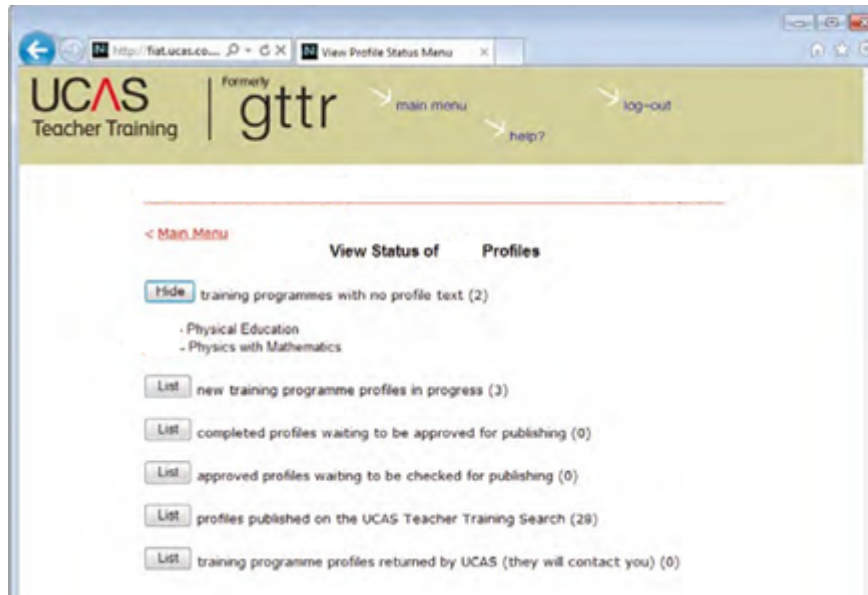 http://fiat.ucas.co... View Profile Status Menu
UCAS
Teacher Training
Formerly
gttr
main menu
help?
log-out
< Main Menu
View Status of Profiles
Hide training programmes with no profile text (2)
- Physical Education
- Physics with Mathematics
List new training programme profiles in progress (3)
List completed profiles waiting to be approved for publishing (0)
List approved profiles waiting to be checked for publishing (0)
List profiles published on the UCAS Teacher Training Search (28)
List training programme profiles returned by UCAS (they will contact you) (0)